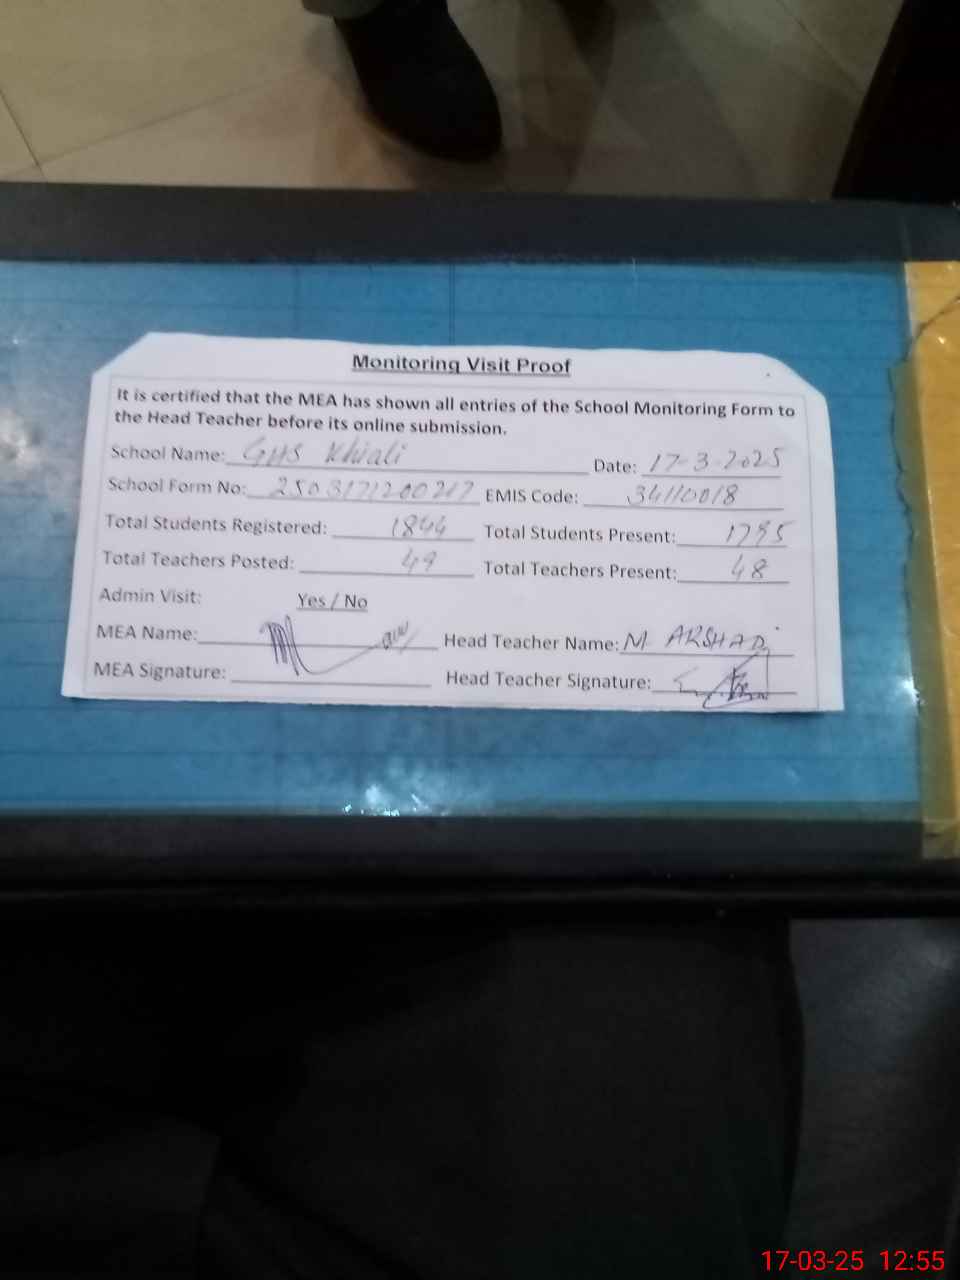 Monitoring Visit Proof
It is certified that the MEA has shown all entries of the School Monitoring Form to
the Head Teacher before its online submission.
School Name: GHS Khiali Date: 17-3-2025
School Form No: 2503171200217 EMIS Code: 34110018
Total Students Registered: 1844 Total Students Present: 1795
Total Teachers Posted: 49 Total Teachers Present: 48
Admin Visit: Yes / No
MEA Name: Head Teacher Name: M. ARSHAD
MEA Signature: Head Teacher Signature:
17-03-25 12:55